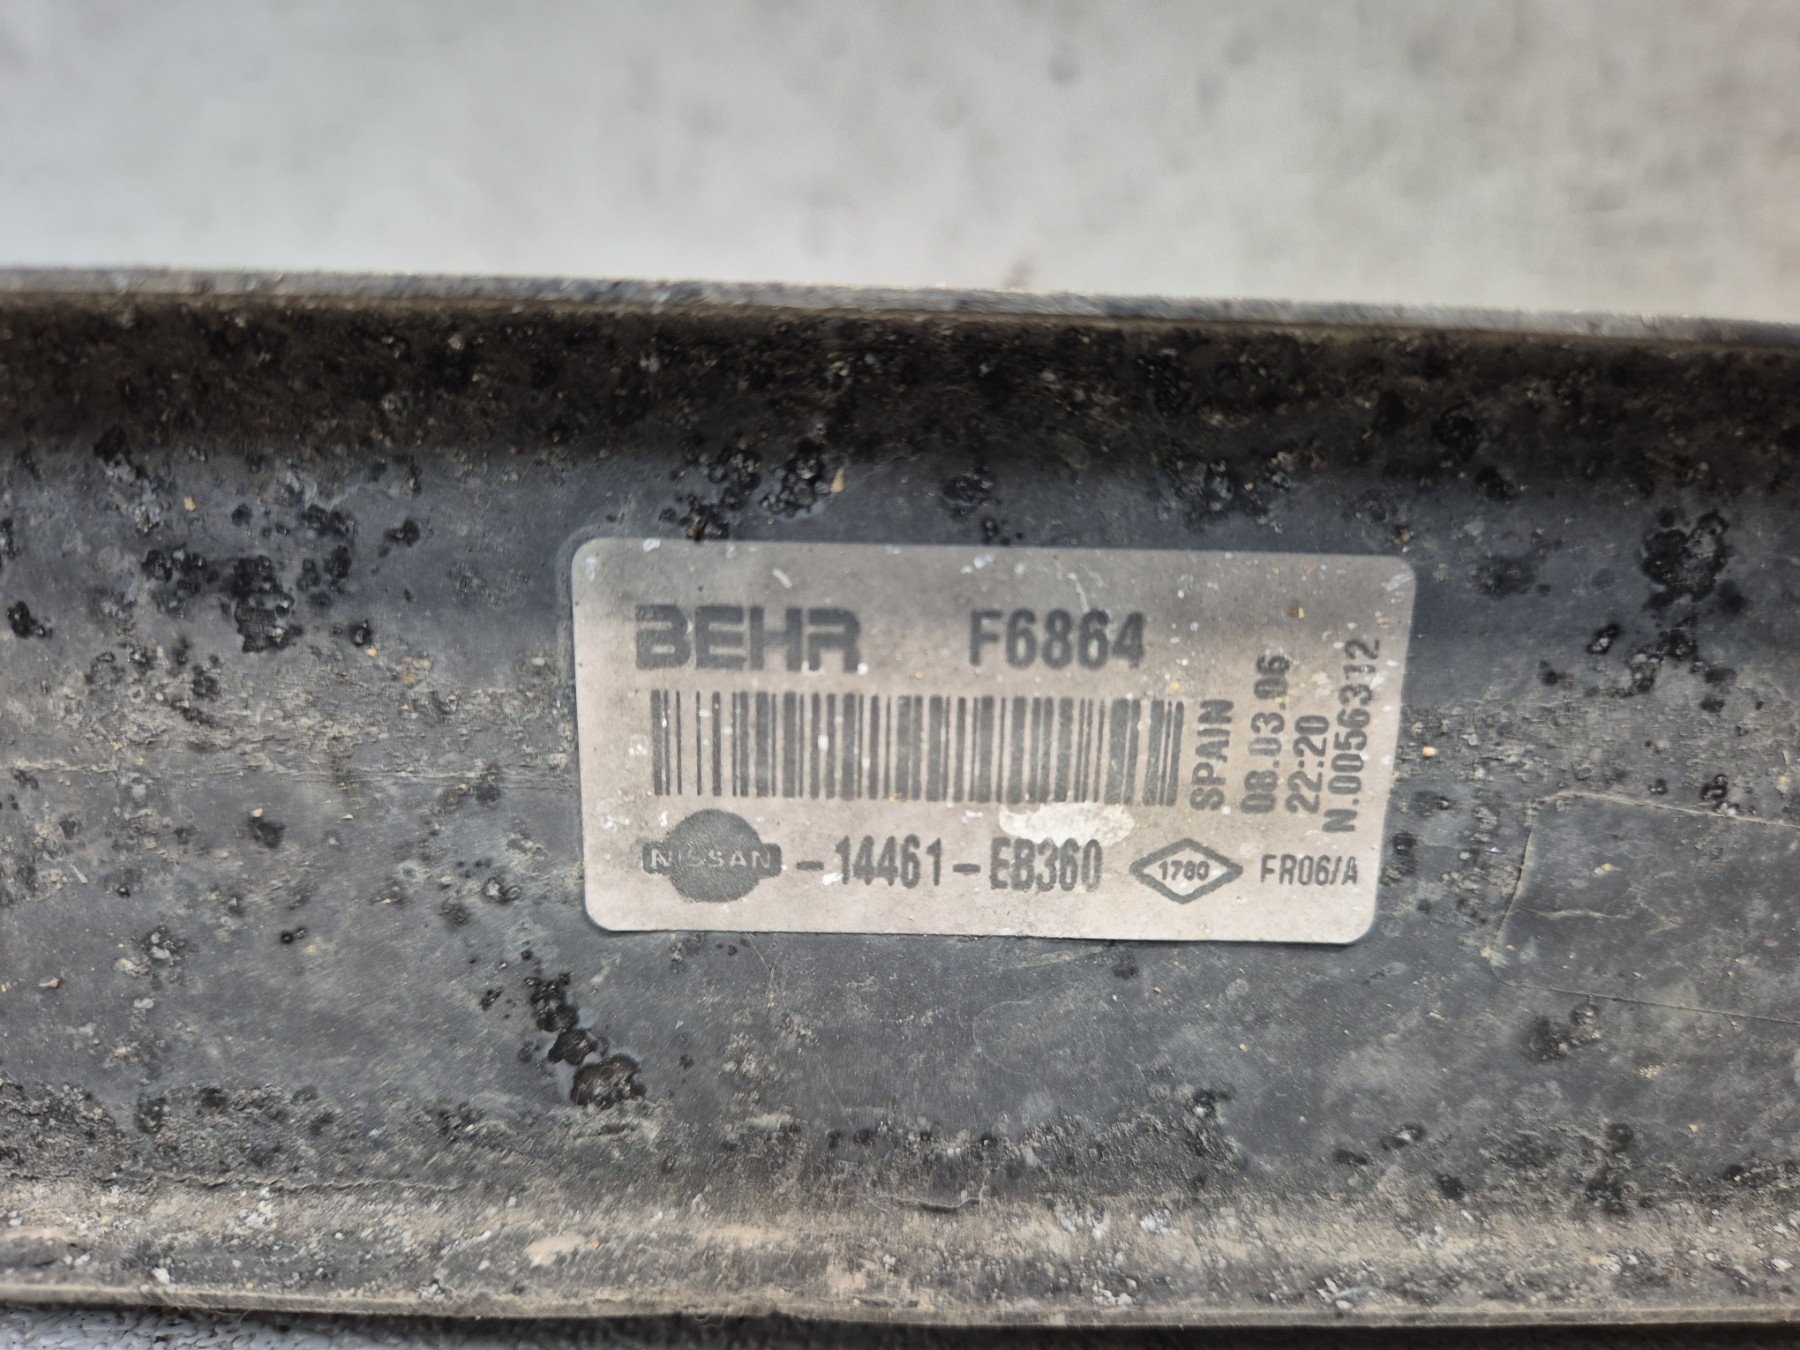 BEHR F6864
SPAIN
08.03.06
22:20
N.0056312
NISSAN -14461-EB360 1780 FR06/A